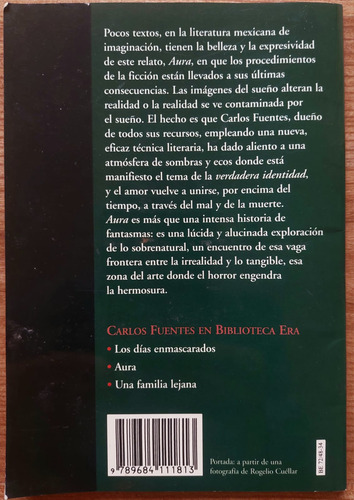 Pocos textos, en la literatura mexicana de
imaginación, tienen la belleza y la expresividad
de este relato, Aura, en que los procedimientos
de la ficción están llevados a sus últimas
consecuencias. Las imágenes del sueño alteran la
realidad o la realidad se ve contaminada por
el sueño. El hecho es que Carlos Fuentes, dueño
de todos sus recursos, empleando una nueva,
eficaz técnica literaria, ha dado aliento a una
atmósfera de sombras y ecos donde está
manifiesto el tema de la verdadera identidad,
y el amor vuelve a unirse, por encima del
tiempo, a través del mal y de la muerte.
Aura es más que una intensa historia de
fantasmas: es una lúcida y alucinada exploración
de lo sobrenatural, un encuentro de esa vaga
frontera entre la irrealidad y lo tangible, esa
zona del arte donde el horror engendra
la hermosura.
CARLOS FUENTES EN BIBLIOTECA ERA
• Los días enmascarados
• Aura
• Una familia lejana
9 789684 111813
Portada: a partir de una
fotografía de Rogelio Cuéllar
BE 72/48-34